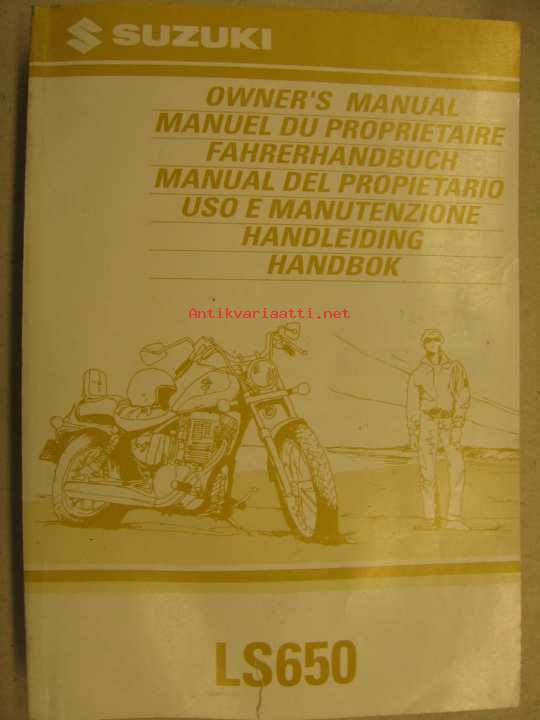 SUZUKI
OWNER'S MANUAL
MANUEL DU PROPRIETAIRE
FAHRERHANDBUCH
MANUAL DEL PROPIETARIO
USO E MANUTENZIONE
HANDLEIDING
HANDBOK
Antikvariaatti.net
LS650